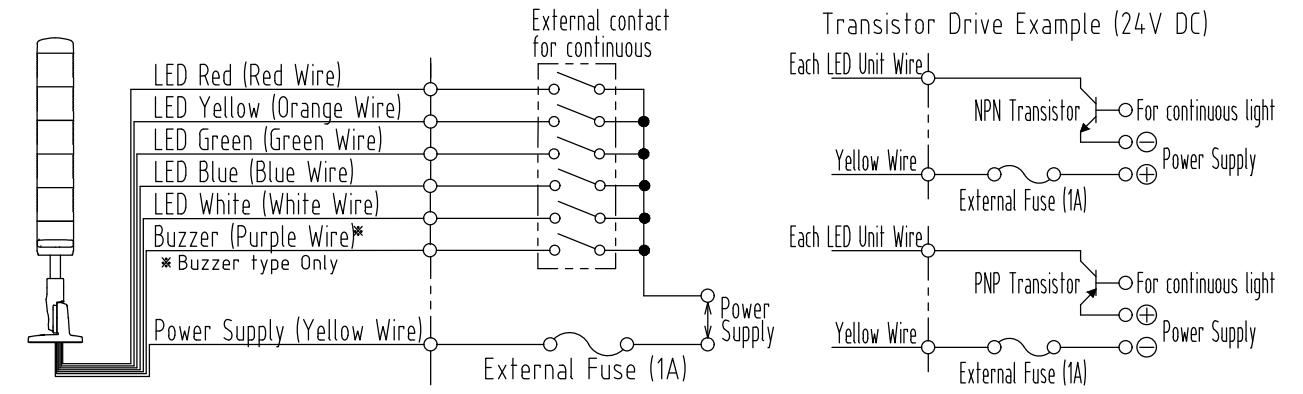 External contact
for continuous
LED Red (Red Wire)
LED Yellow (Orange Wire)
LED Green (Green Wire)
LED Blue (Blue Wire)
LED White (White Wire)
Buzzer (Purple Wire)※
※ Buzzer type Only
Power Supply (Yellow Wire)
External Fuse (1A)
Power
Supply
Transistor Drive Example (24V DC)
Each LED Unit Wire
NPN Transistor
For continuous light
⊖
Yellow Wire
Power Supply
⊕
External Fuse (1A)
Each LED Unit Wire
PNP Transistor
For continuous light
⊕
Yellow Wire
Power Supply
⊖
External Fuse (1A)